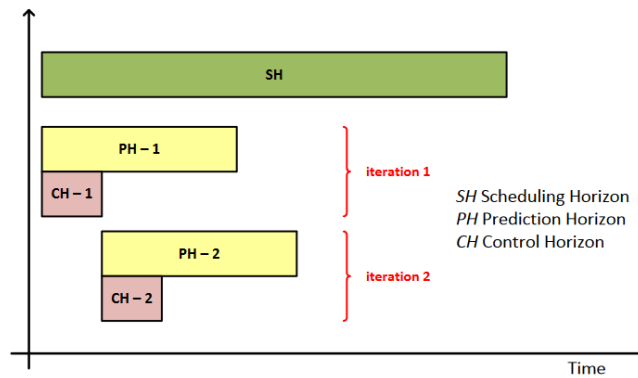 SH
PH – 1
CH – 1
iteration 1
SH Scheduling Horizon
PH Prediction Horizon
CH Control Horizon
PH – 2
CH – 2
iteration 2
Time